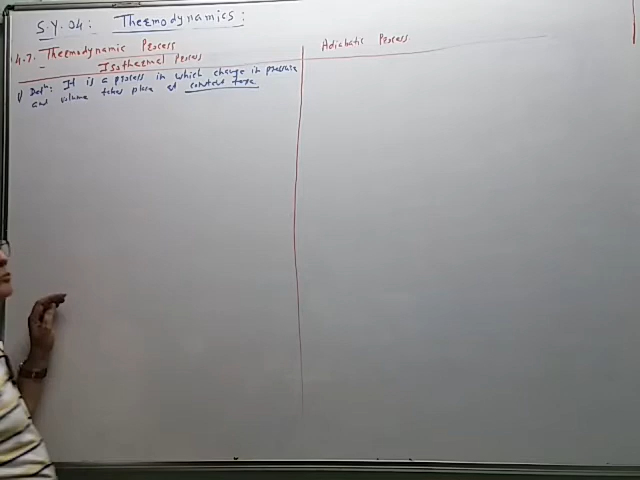 S.Y. 04: Thermodynamics:
4.7. Thermodynamic Process
Isothermal Process
Adiabatic Process
1) Defⁿ: It is a process in which change in pressure
and volume takes place at constant temp.